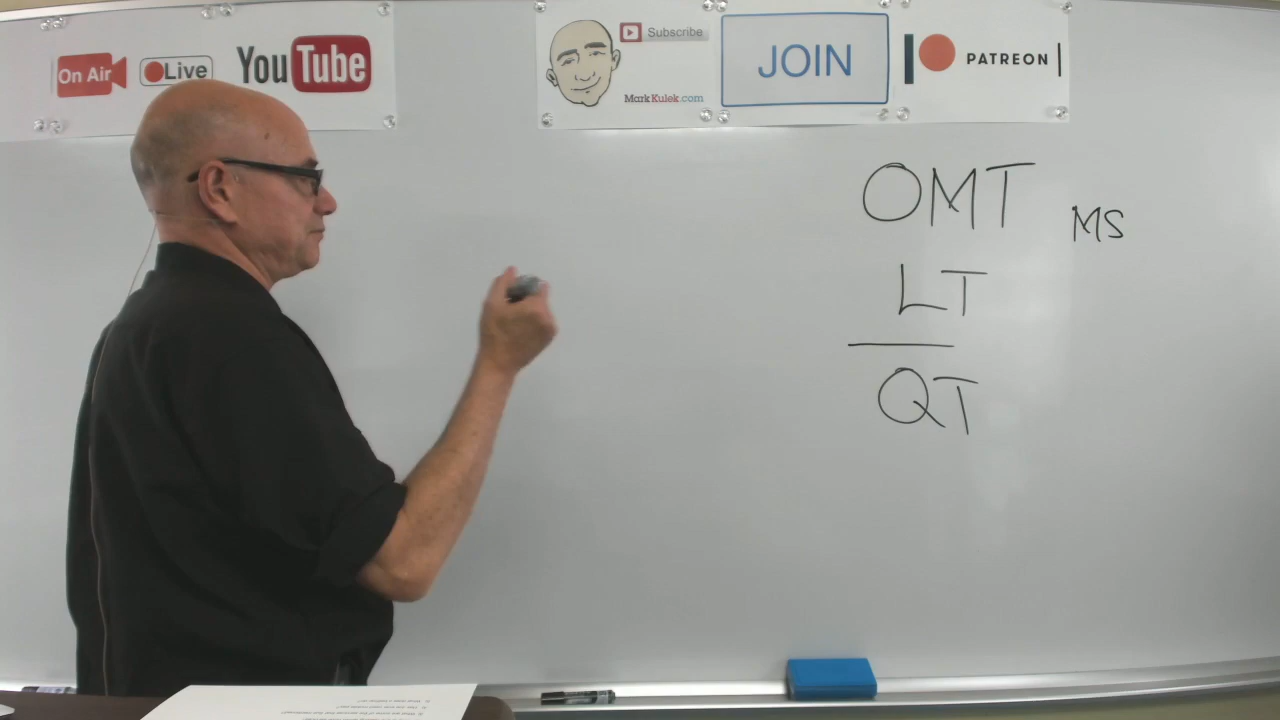 On Air
Live
YouTube
Subscribe
MarkKulek.com
JOIN
PATREON
OMT
MS
LT
QT